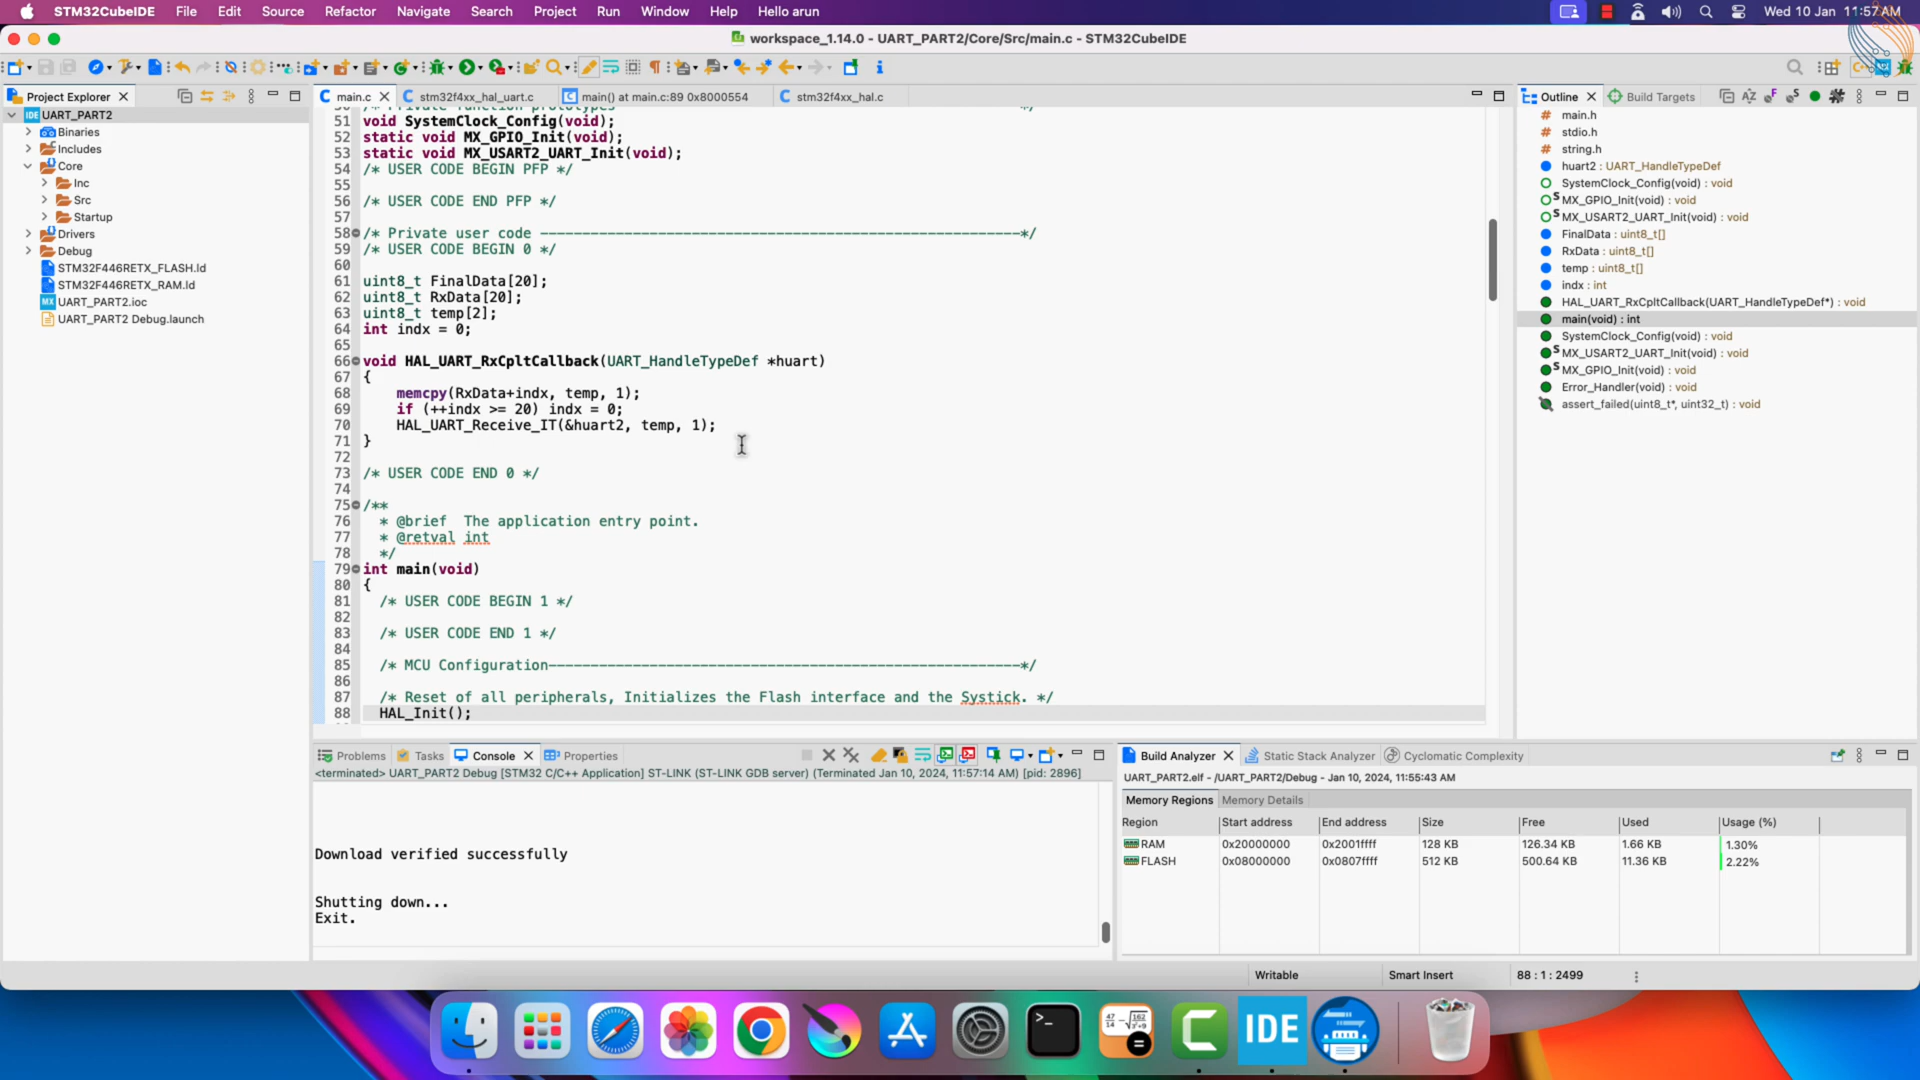 STM32CubeIDE File Edit Source Refactor Navigate Search Project Run Window Help Hello arun Wed 10 Jan 11:57AM
workspace_1.14.0 - UART_PART2/Core/Src/main.c - STM32CubeIDE
Project Explorer
UART_PART2
Binaries
Includes
Core
Inc
Src
Startup
Drivers
Debug
STM32F446RETX_FLASH.ld
STM32F446RETX_RAM.ld
UART_PART2.ioc
UART_PART2 Debug.launch
main.c stm32f4xx_hal_uart.c main() at main.c:89 0x8000554 stm32f4xx_hal.c
/* Private function prototypes */
51 void SystemClock_Config(void);
52 static void MX_GPIO_Init(void);
53 static void MX_USART2_UART_Init(void);
54 /* USER CODE BEGIN PFP */
55
56 /* USER CODE END PFP */
57
58 /* Private user code ---------------------------------------------------------*/
59 /* USER CODE BEGIN 0 */
60
61 uint8_t FinalData[20];
62 uint8_t RxData[20];
63 uint8_t temp[2];
64 int indx = 0;
65
66 void HAL_UART_RxCpltCallback(UART_HandleTypeDef *huart)
67 {
68 memcpy(RxData+indx, temp, 1);
69 if (++indx >= 20) indx = 0;
70 HAL_UART_Receive_IT(&huart2, temp, 1);
71 }
72
73 /* USER CODE END 0 */
74
75 /**
76 * @brief The application entry point.
77 * @retval int
78 */
79 int main(void)
80 {
81 /* USER CODE BEGIN 1 */
82
83 /* USER CODE END 1 */
84
85 /* MCU Configuration--------------------------------------------------------*/
86
87 /* Reset of all peripherals, Initializes the Flash interface and the Systick. */
88 HAL_Init();
Outline Build Targets
main.h
stdio.h
string.h
huart2 : UART_HandleTypeDef
SystemClock_Config(void) : void
MX_GPIO_Init(void) : void
MX_USART2_UART_Init(void) : void
FinalData : uint8_t[]
RxData : uint8_t[]
temp : uint8_t[]
indx : int
HAL_UART_RxCpltCallback(UART_HandleTypeDef*) : void
main(void) : int
SystemClock_Config(void) : void
MX_USART2_UART_Init(void) : void
MX_GPIO_Init(void) : void
Error_Handler(void) : void
assert_failed(uint8_t*, uint32_t) : void
Problems Tasks Console Properties
<terminated> UART_PART2 Debug [STM32 C/C++ Application] ST-LINK (ST-LINK GDB server) (Terminated Jan 10, 2024, 11:57:14 AM) [pid: 2896]
Download verified successfully
Shutting down...
Exit.
Build Analyzer Static Stack Analyzer Cyclomatic Complexity
UART_PART2.elf - /UART_PART2/Debug - Jan 10, 2024, 11:55:43 AM
Memory Regions Memory Details
Region Start address End address Size Free Used Usage (%)
RAM 0x20000000 0x2001ffff 128 KB 126.34 KB 1.66 KB 1.30%
FLASH 0x08000000 0x0807ffff 512 KB 500.64 KB 11.36 KB 2.22%
Writable Smart Insert 88 : 1 : 2499
IDE